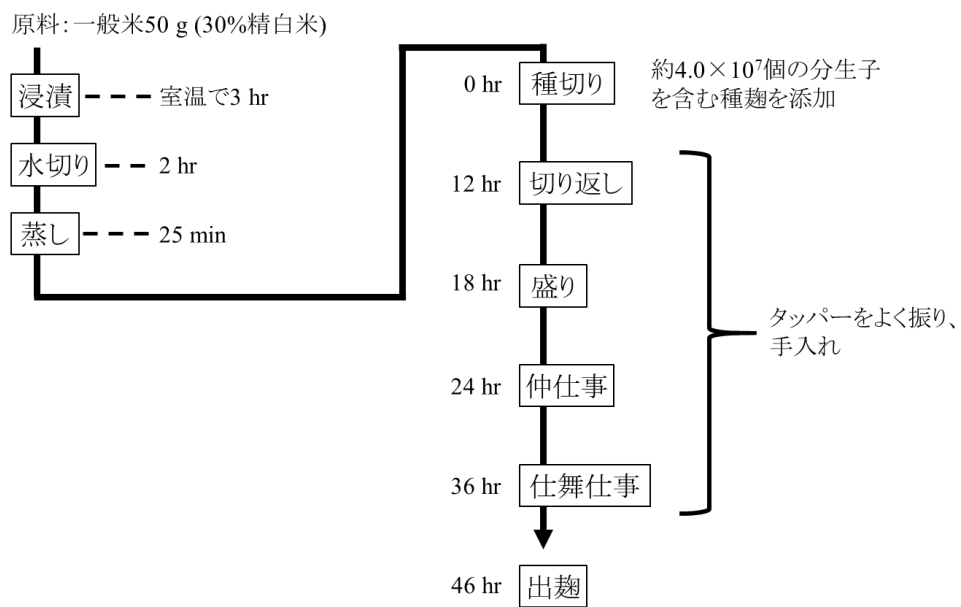 原料：一般米50 g (30%精白米)
浸漬
室温で3 hr
水切り
2 hr
蒸し
25 min
0 hr
種切り
約4.0×10⁷個の分生子
を含む種麹を添加
12 hr
切り返し
18 hr
盛り
24 hr
仲仕事
36 hr
仕舞仕事
タッパーをよく振り、
手入れ
46 hr
出麹